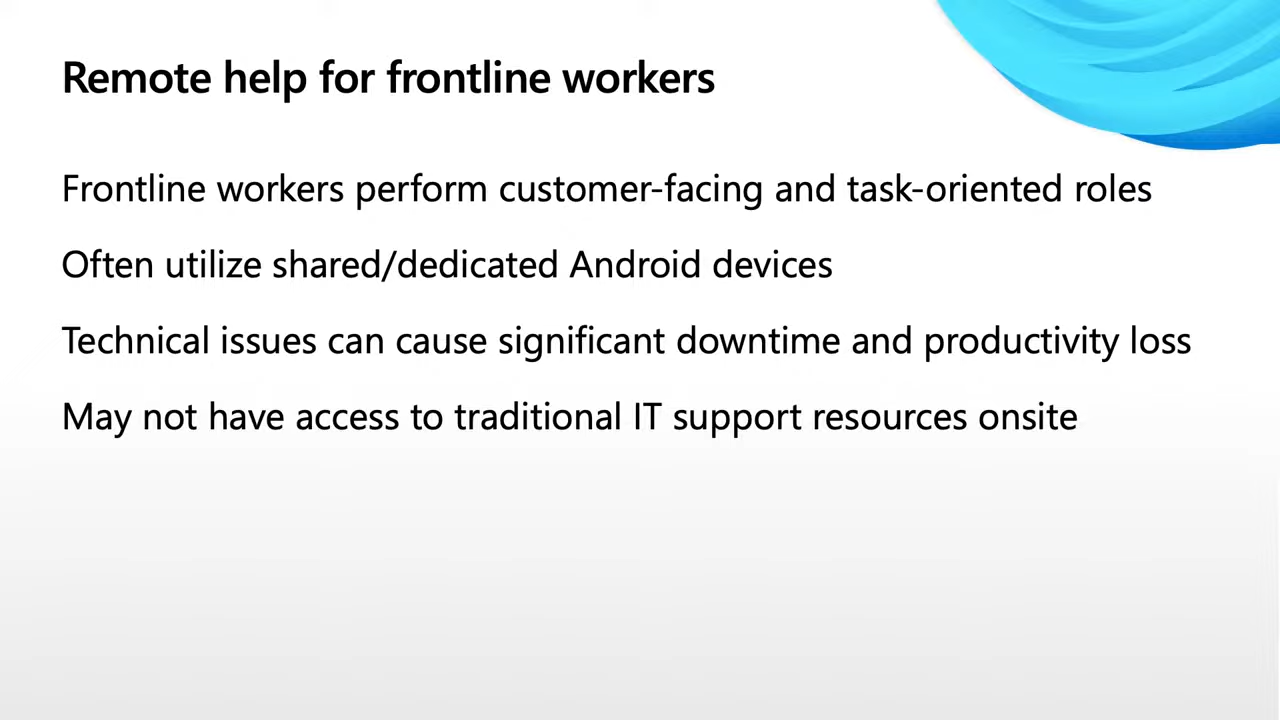 Remote help for frontline workers
Frontline workers perform customer-facing and task-oriented roles
Often utilize shared/dedicated Android devices
Technical issues can cause significant downtime and productivity loss
May not have access to traditional IT support resources onsite